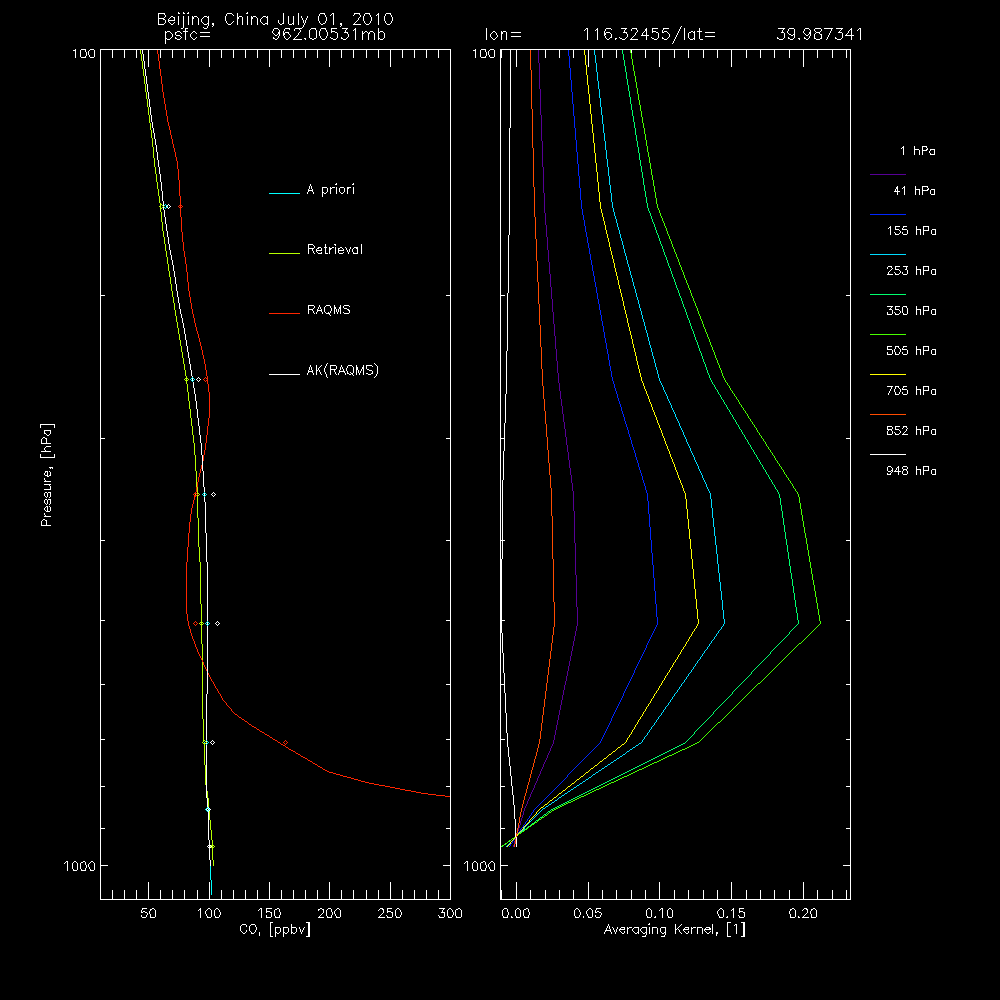 Beijing, China July 01, 2010
psfc= 962.00531mb lon= 116.32455/lat= 39.987341
100
1000
Pressure, [hPa]
50 100 150 200 250 300
CO, [ppbv]
A priori
Retrieval
RAQMS
AK(RAQMS)
100
1000
0.00 0.05 0.10 0.15 0.20
Averaging Kernel, [1]
1 hPa
41 hPa
155 hPa
253 hPa
350 hPa
505 hPa
705 hPa
852 hPa
948 hPa